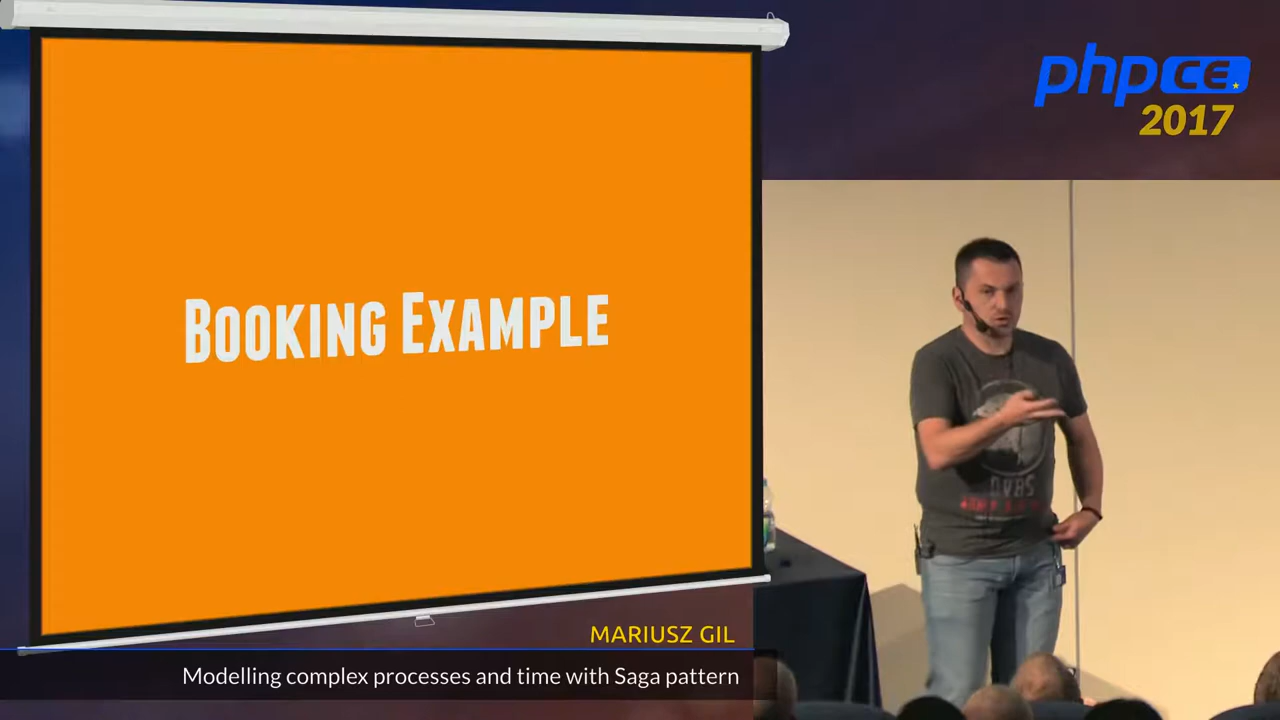 phpCE
2017
BOOKING EXAMPLE
MARIUSZ GIL
Modelling complex processes and time with Saga pattern